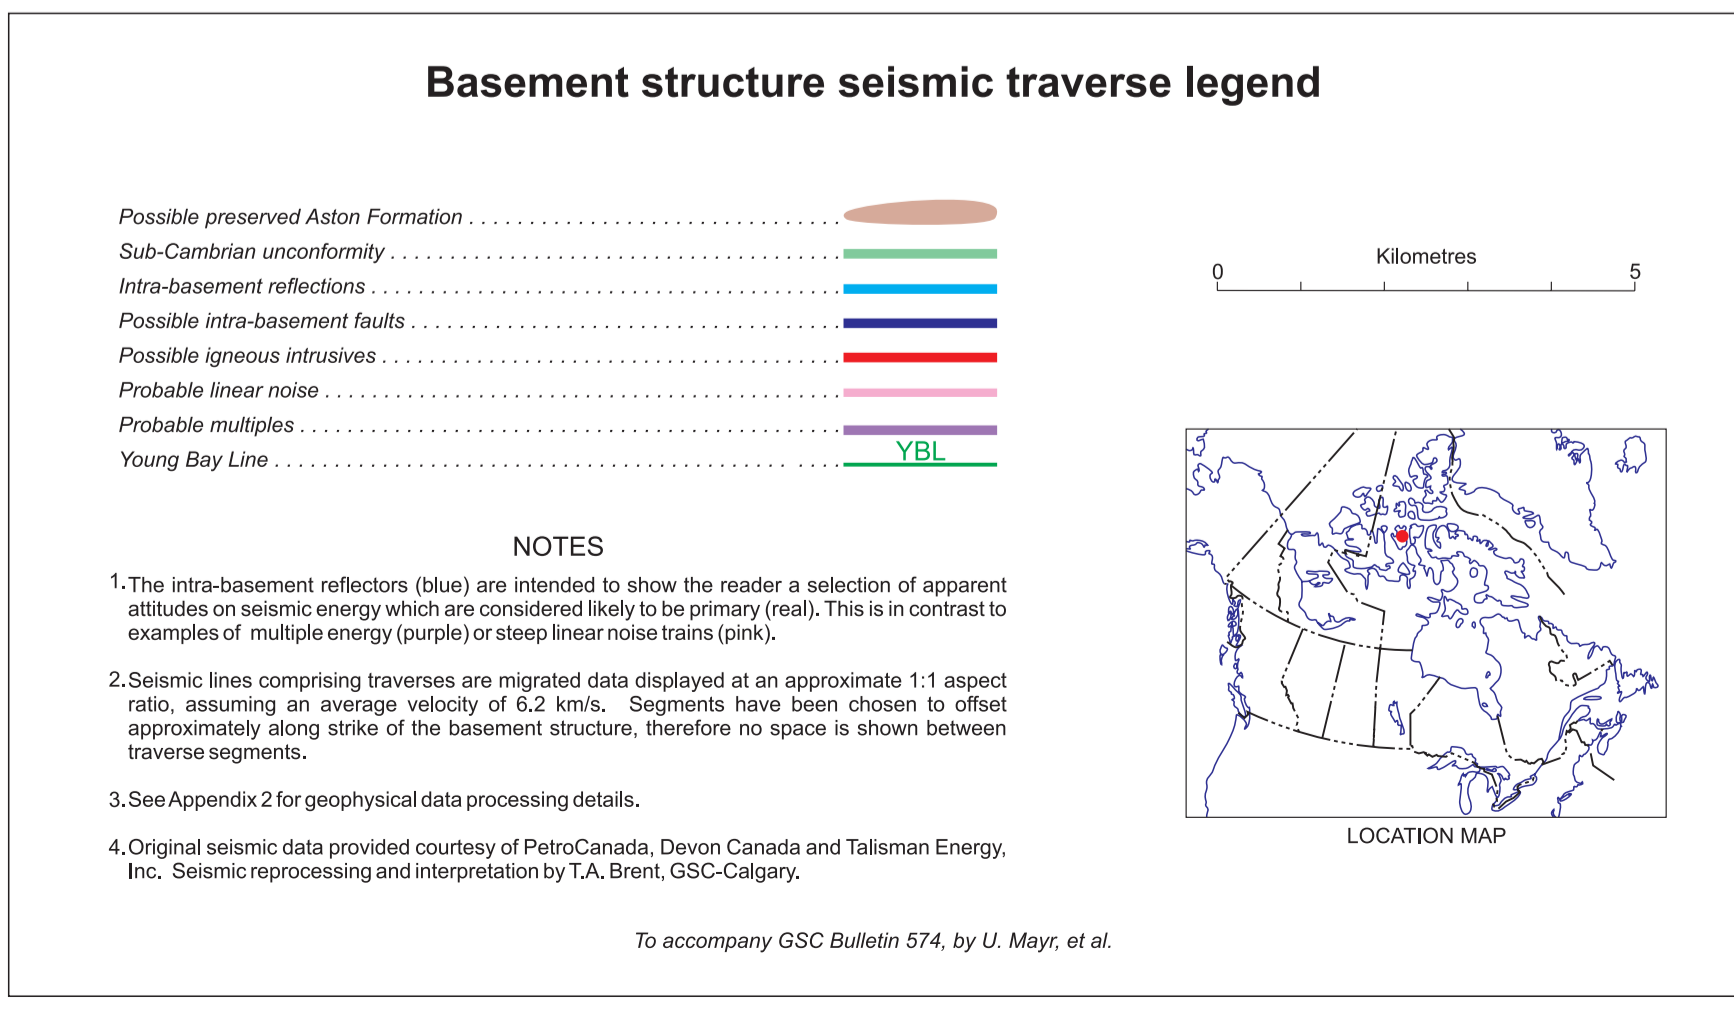 Basement structure seismic traverse legend
Possible preserved Aston Formation . . . . . . . . . . . . . . . . . . . . . . . . . . . . . . .
Sub-Cambrian unconformity . . . . . . . . . . . . . . . . . . . . . . . . . . . . . . . . . . . . . .
Intra-basement reflections . . . . . . . . . . . . . . . . . . . . . . . . . . . . . . . . . . . . . . .
Possible intra-basement faults . . . . . . . . . . . . . . . . . . . . . . . . . . . . . . . . . . . .
Possible igneous intrusives . . . . . . . . . . . . . . . . . . . . . . . . . . . . . . . . . . . . . .
Probable linear noise . . . . . . . . . . . . . . . . . . . . . . . . . . . . . . . . . . . . . . . . . . .
Probable multiples . . . . . . . . . . . . . . . . . . . . . . . . . . . . . . . . . . . . . . . . . . . . .
Young Bay Line . . . . . . . . . . . . . . . . . . . . . . . . . . . . . . . . . . . . . . . . . . . . . . . YBL
Kilometres
0 5
NOTES
1. The intra-basement reflectors (blue) are intended to show the reader a selection of apparent
attitudes on seismic energy which are considered likely to be primary (real). This is in contrast to
examples of multiple energy (purple) or steep linear noise trains (pink).
2. Seismic lines comprising traverses are migrated data displayed at an approximate 1:1 aspect
ratio, assuming an average velocity of 6.2 km/s. Segments have been chosen to offset
approximately along strike of the basement structure, therefore no space is shown between
traverse segments.
3. See Appendix 2 for geophysical data processing details.
4. Original seismic data provided courtesy of PetroCanada, Devon Canada and Talisman Energy,
Inc. Seismic reprocessing and interpretation by T.A. Brent, GSC-Calgary.
LOCATION MAP
To accompany GSC Bulletin 574, by U. Mayr, et al.